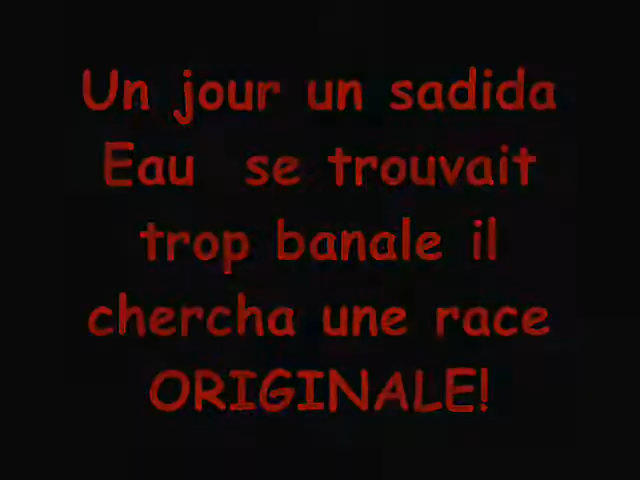 Un jour un sadida
Eau se trouvait
trop banale il
chercha une race
ORIGINALE!